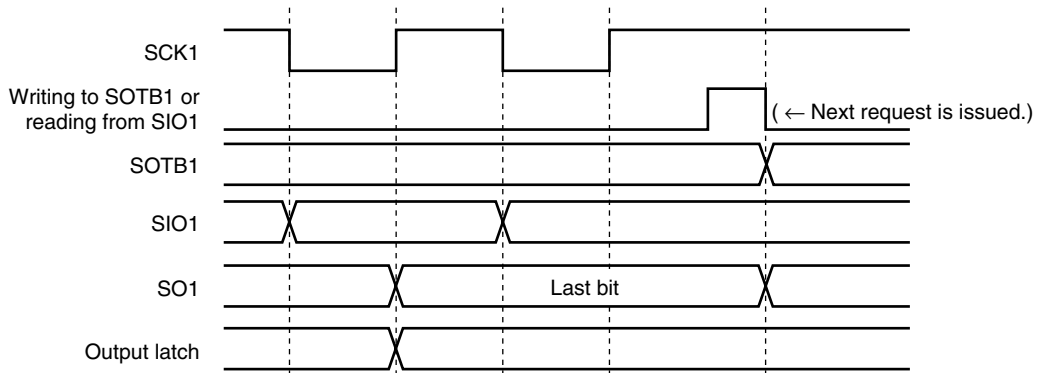 SCK1
Writing to SOTB1 or
reading from SIO1
( ← Next request is issued.)
SOTB1
SIO1
SO1
Last bit
Output latch